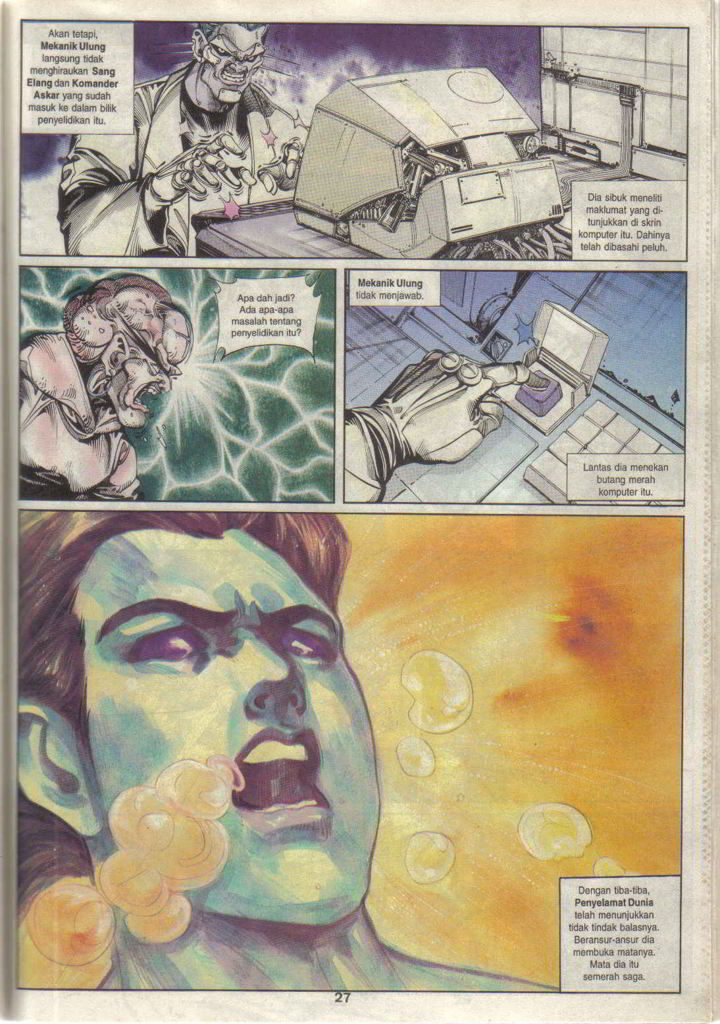 Akan tetapi,
Mekanik Ulung
langsung tidak
menghiraukan Sang
Elang dan Komander
Askar yang sudah
masuk ke dalam bilik
penyelidikan itu.
Dia sibuk meneliti
maklumat yang di-
tunjukkan di skrin
komputer itu. Dahinya
telah dibasahi peluh.
Apa dah jadi?
Ada apa-apa
masalah tentang
penyelidikan itu?
Mekanik Ulung
tidak menjawab.
Lantas dia menekan
butang merah
komputer itu.
Dengan tiba-tiba,
Penyelamat Dunia
telah menunjukkan
tidak tindak balasnya.
Beransur-ansur dia
membuka matanya.
Mata dia itu
semerah saga.
27